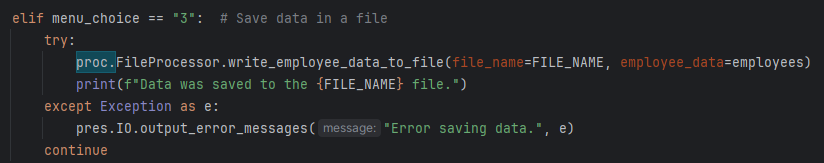 elif menu_choice == "3":  # Save data in a file
    try:
        proc.FileProcessor.write_employee_data_to_file(file_name=FILE_NAME, employee_data=employees)
        print(f"Data was saved to the {FILE_NAME} file.")
    except Exception as e:
        pres.IO.output_error_messages( message: "Error saving data.", e)
    continue